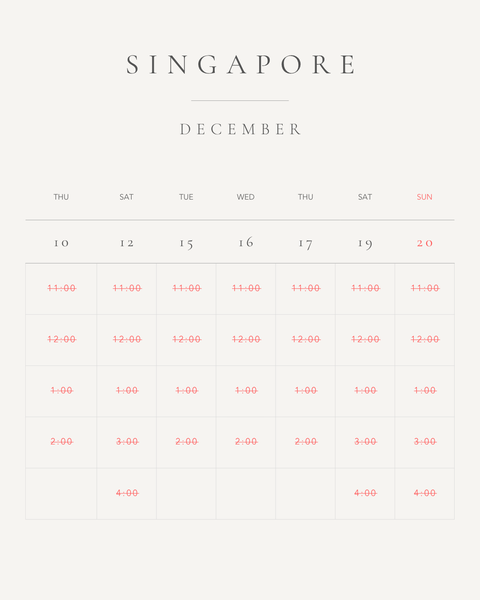 SINGAPORE
DECEMBER
THU SAT TUE WED THU SAT SUN
10 12 15 16 17 19 20
11:00 11:00 11:00 11:00 11:00 11:00 11:00
12:00 12:00 12:00 12:00 12:00 12:00 12:00
1:00 1:00 1:00 1:00 1:00 1:00 1:00
2:00 3:00 2:00 2:00 2:00 3:00 3:00
4:00 4:00 4:00